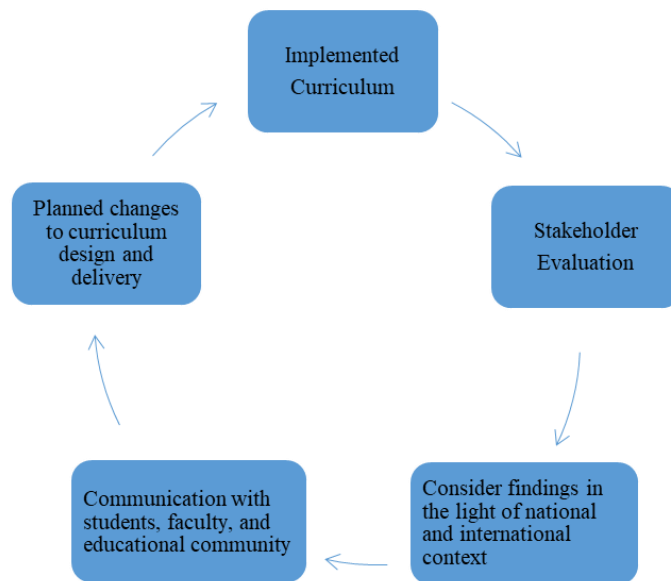 Implemented
Curriculum
Stakeholder
Evaluation
Consider findings in
the light of national
and international
context
Communication with
students, faculty, and
educational community
Planned changes
to curriculum
design and
delivery